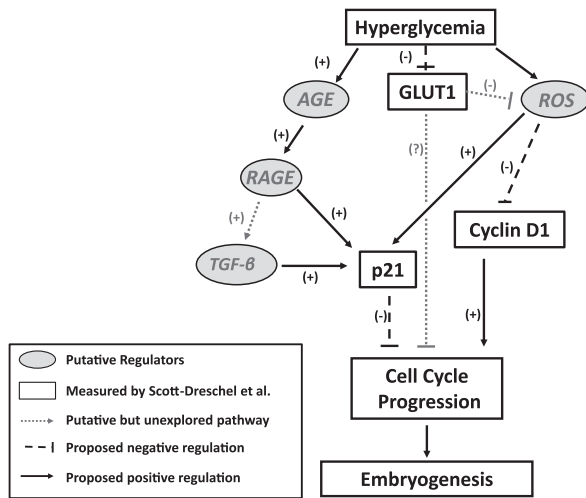 Hyperglycemia
(+)
(-)
AGE
GLUT1
(-)
ROS
(+)
(?)
(+)
(-)
RAGE
(+)
(+)
Cyclin D1
TGF-β
(+)
p21
(-)
(+)
Cell Cycle
Progression
Embryogenesis
Putative Regulators
Measured by Scott-Dreschel et al.
Putative but unexplored pathway
Proposed negative regulation
Proposed positive regulation